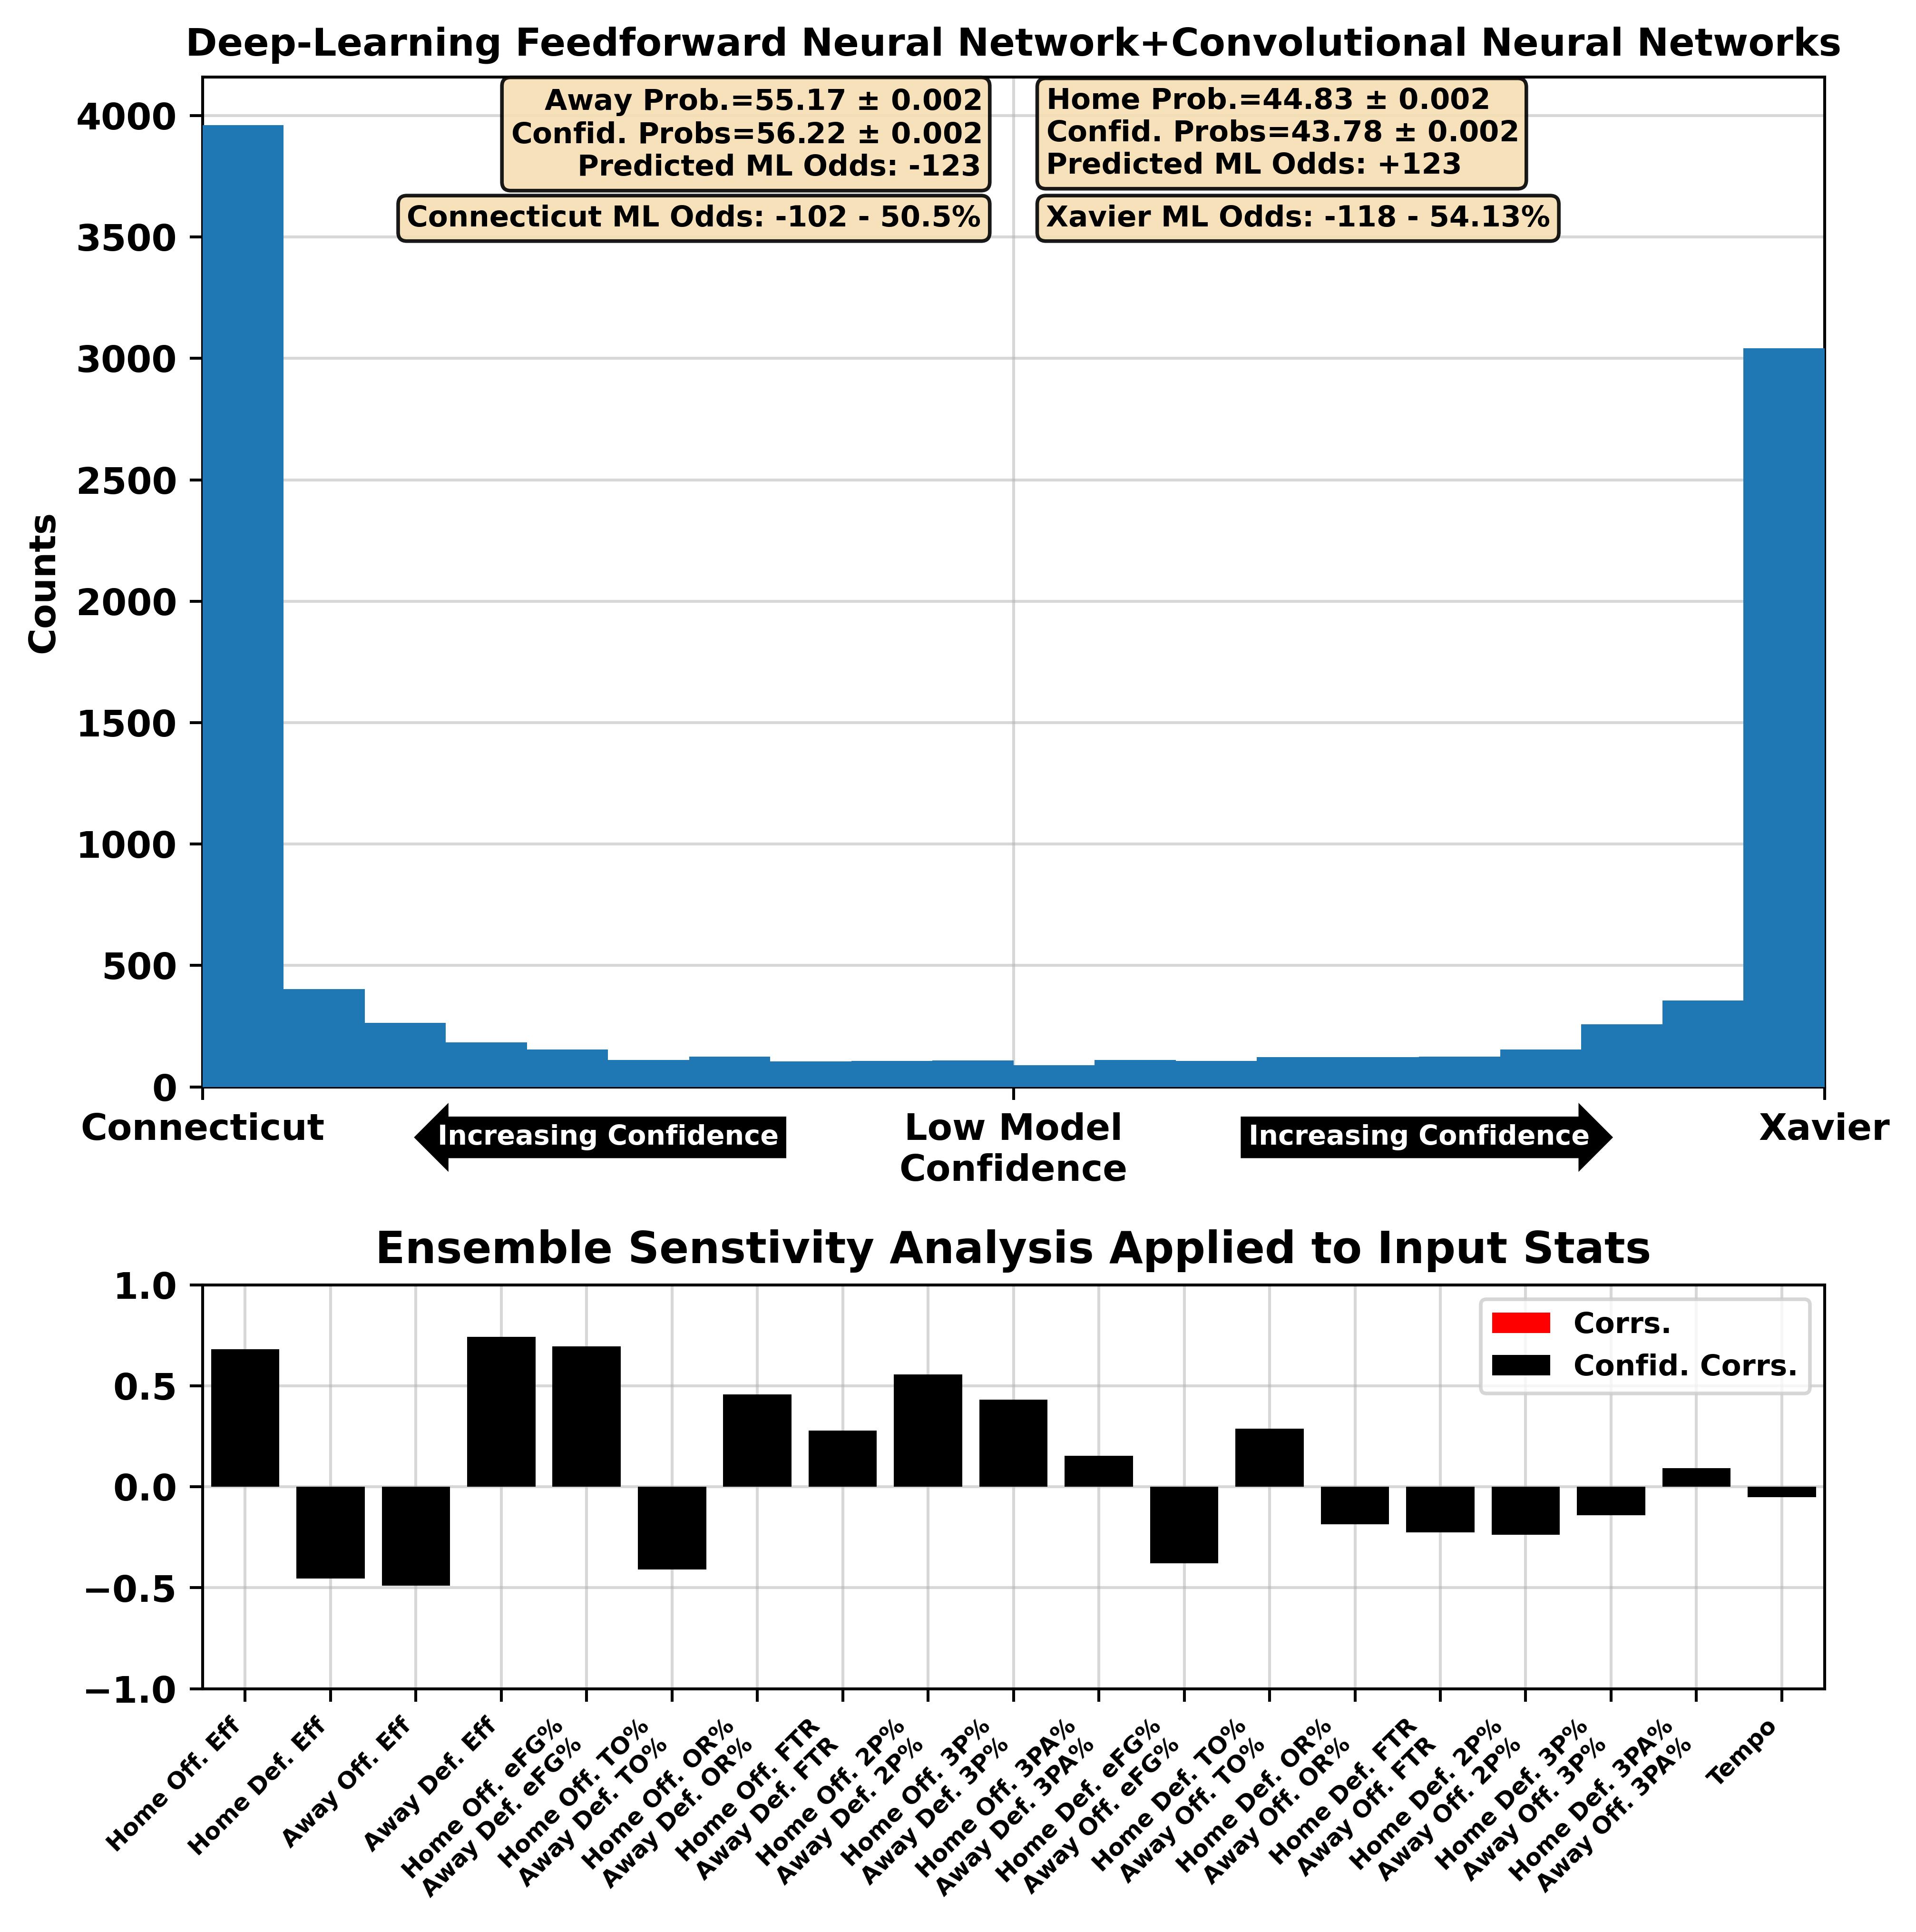 Deep-Learning Feedforward Neural Network+Convolutional Neural Networks
Away Prob.=55.17 ± 0.002
Confid. Probs=56.22 ± 0.002
Predicted ML Odds: -123
Connecticut ML Odds: -102 - 50.5%
Home Prob.=44.83 ± 0.002
Confid. Probs=43.78 ± 0.002
Predicted ML Odds: +123
Xavier ML Odds: -118 - 54.13%
Counts
4000
3500
3000
2500
2000
1500
1000
500
0
Connecticut
Increasing Confidence
Low Model
Confidence
Increasing Confidence
Xavier
Ensemble Senstivity Analysis Applied to Input Stats
1.0
0.5
0.0
−0.5
−1.0
Corrs.
Confid. Corrs.
Home Off. Eff
Home Def. Eff
Away Off. Eff
Away Def. Eff
Home Off. eFG%
Away Def. eFG%
Home Off. TO%
Away Def. TO%
Home Off. OR%
Away Def. OR%
Home Off. FTR
Away Def. FTR
Home Off. 2P%
Away Def. 2P%
Home Off. 3P%
Away Def. 3P%
Home Off. 3PA%
Away Def. 3PA%
Home Def. eFG%
Away Off. eFG%
Home Def. TO%
Away Off. TO%
Home Def. OR%
Away Off. OR%
Home Def. FTR
Away Off. FTR
Home Def. 2P%
Away Off. 2P%
Home Def. 3P%
Away Off. 3P%
Home Def. 3PA%
Away Off. 3PA%
Tempo